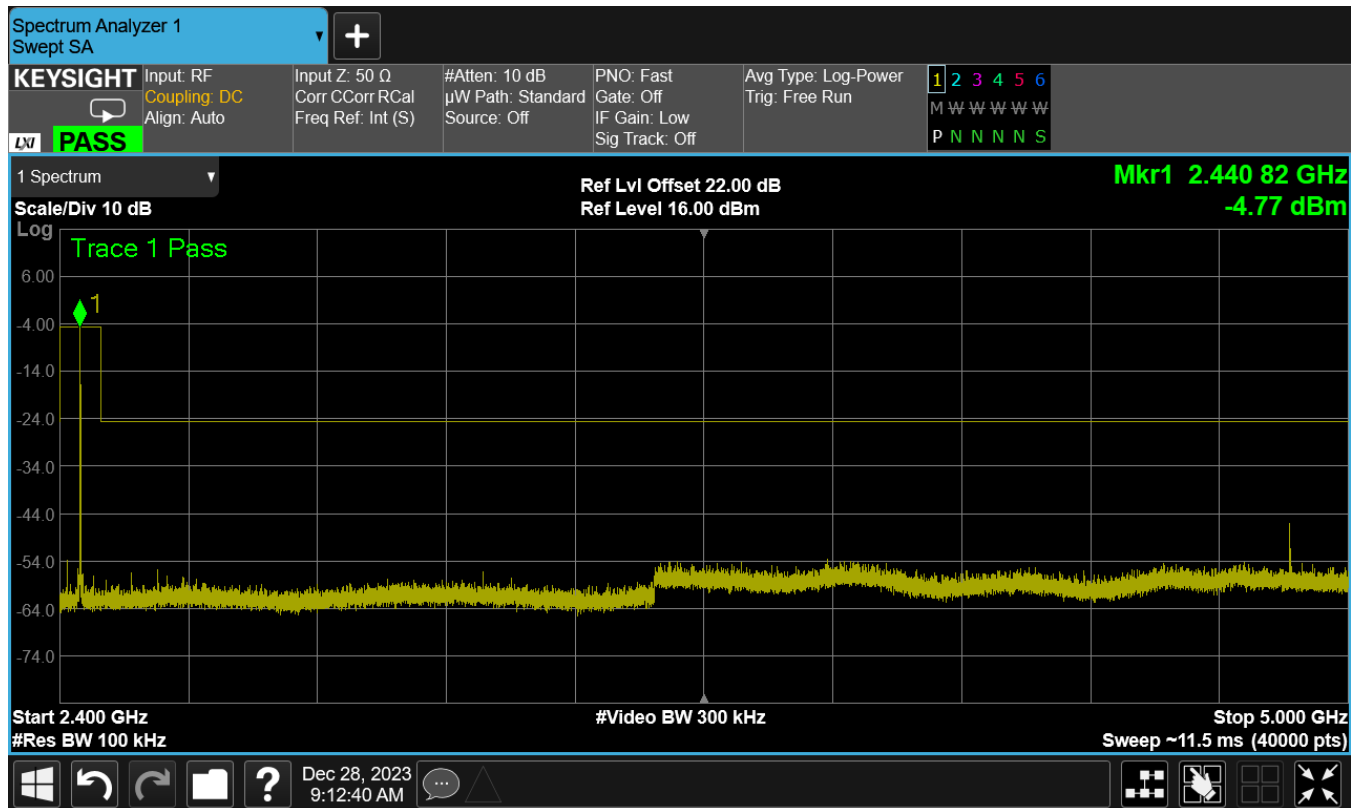 Spectrum Analyzer 1
Swept SA
KEYSIGHT
LXI PASS
Input: RF
Coupling: DC
Align: Auto
Input Z: 50 Ω
Corr CCorr RCal
Freq Ref: Int (S)
#Atten: 10 dB
µW Path: Standard
Source: Off
PNO: Fast
Gate: Off
IF Gain: Low
Sig Track: Off
Avg Type: Log-Power
Trig: Free Run
1 2 3 4 5 6
M W W W W W
P N N N N S
1 Spectrum
Scale/Div 10 dB
Ref Lvl Offset 22.00 dB
Ref Level 16.00 dBm
Mkr1 2.440 82 GHz
-4.77 dBm
Log
Trace 1 Pass
1
6.00
-4.00
-14.0
-24.0
-34.0
-44.0
-54.0
-64.0
-74.0
Start 2.400 GHz
#Video BW 300 kHz
Stop 5.000 GHz
#Res BW 100 kHz
Sweep ~11.5 ms (40000 pts)
?
Dec 28, 2023
9:12:40 AM